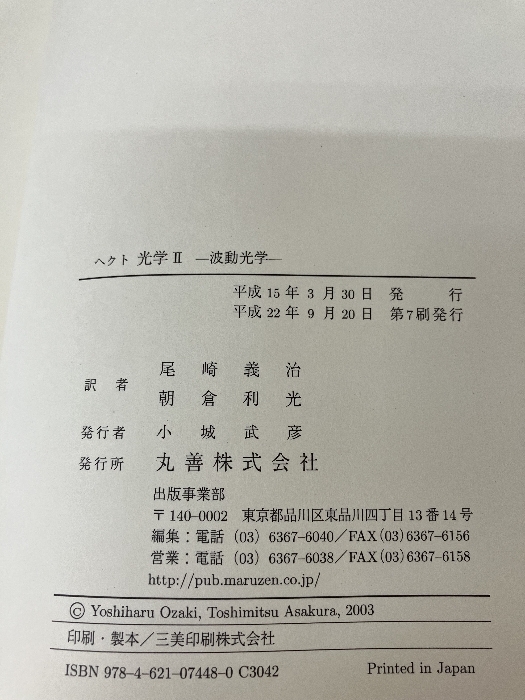 ヘクト 光学 II —波動光学—
平成 15 年 3 月 30 日 発 行
平成 22 年 9 月 20 日 第 7 刷発行
訳 者 尾 崎 義 治
朝 倉 利 光
発行者 小 城 武 彦
発行所 丸善株式会社
出版事業部
〒140-0002 東京都品川区東品川四丁目 13 番 14 号
編集：電話 (03) 6367-6040／FAX (03) 6367-6156
営業：電話 (03) 6367-6038／FAX (03) 6367-6158
http://pub.maruzen.co.jp/
© Yoshiharu Ozaki, Toshimitsu Asakura, 2003
印刷・製本／三美印刷株式会社
ISBN 978-4-621-07448-0 C3042 Printed in Japan